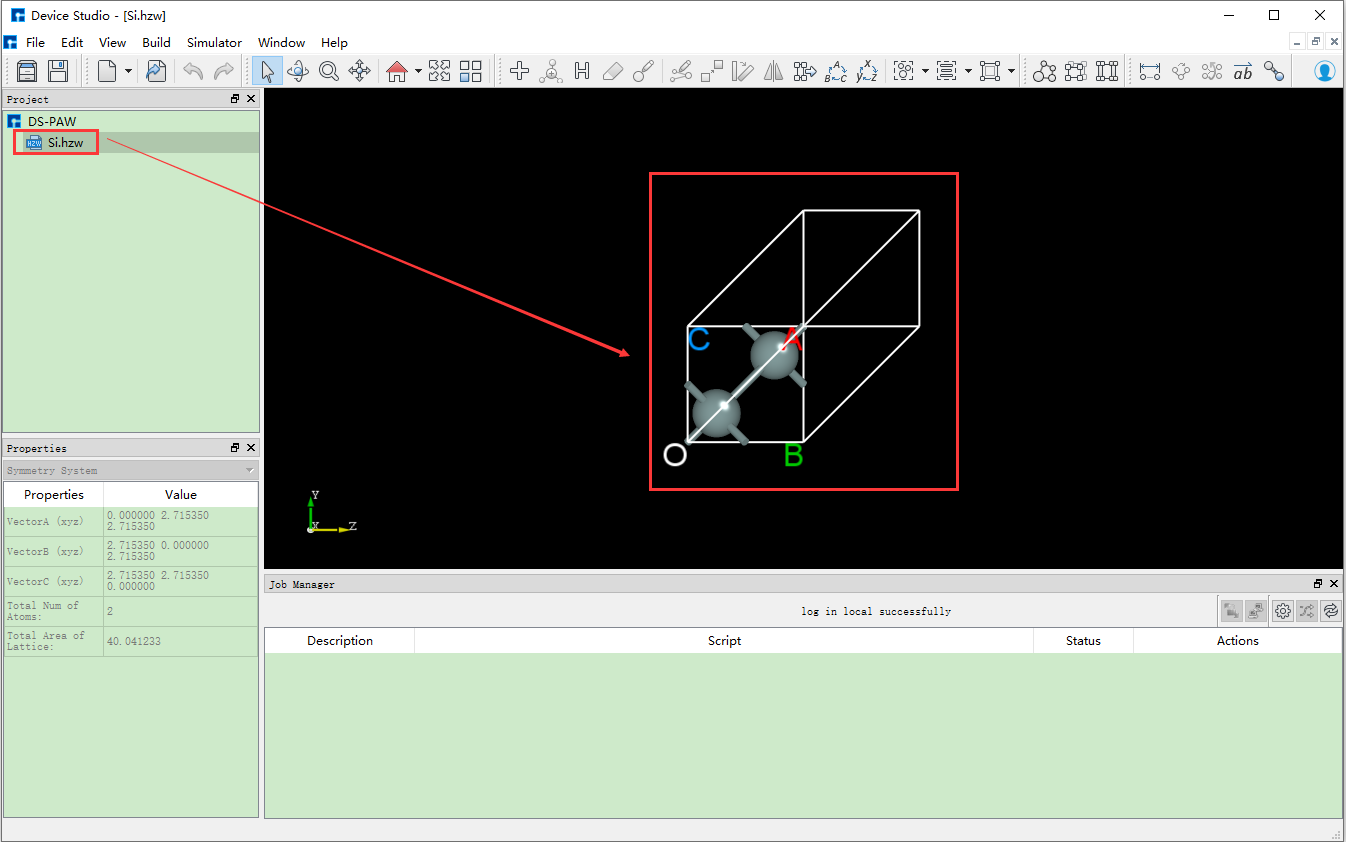 Device Studio - [Si.hzw]
File Edit View Build Simulator Window Help
Project
DS-PAW
Si.hzw
C
A
O
B
Y
X
Z
Properties
Symmetry System
Properties Value
VectorA (xyz) 0.000000 2.715350
2.715350
VectorB (xyz) 2.715350 0.000000
2.715350
VectorC (xyz) 2.715350 2.715350
0.000000
Total Num of
Atoms: 2
Total Area of
Lattice: 40.041233
Job Manager
log in local successfully
Description Script Status Actions